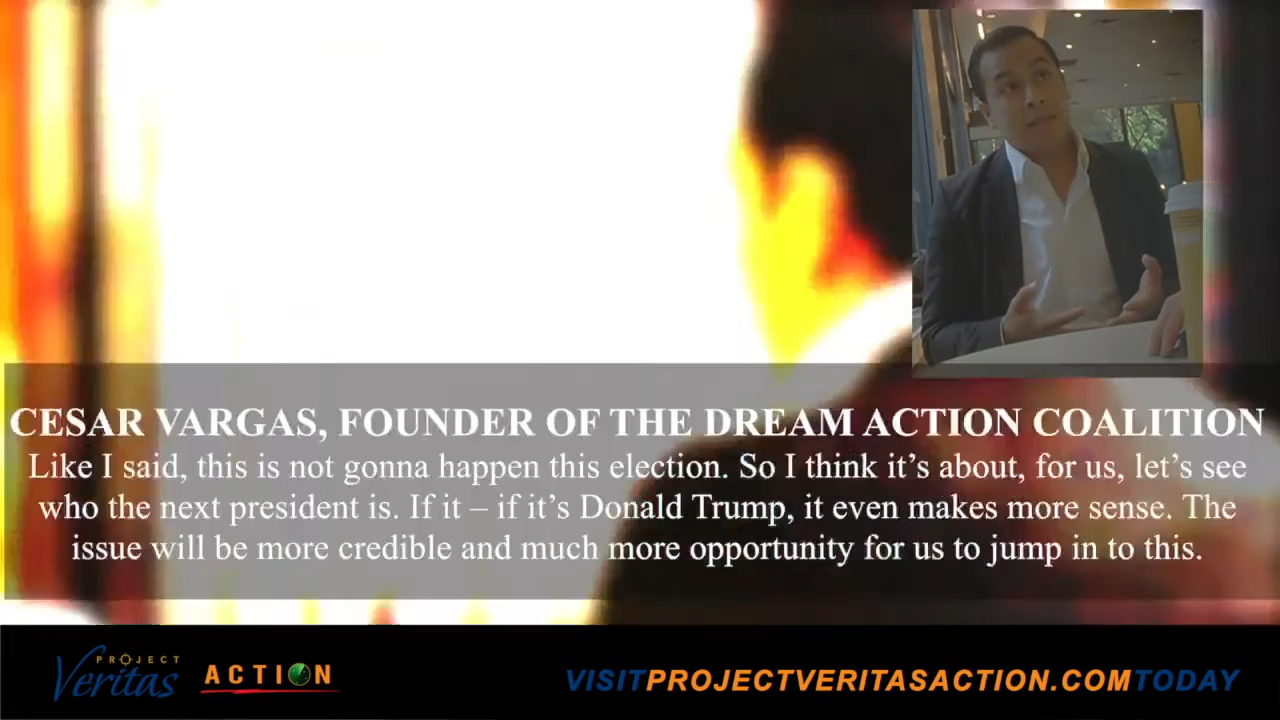 CESAR VARGAS, FOUNDER OF THE DREAM ACTION COALITION
Like I said, this is not gonna happen this election. So I think it’s about, for us, let’s see
who the next president is. If it – if it’s Donald Trump, it even makes more sense. The
issue will be more credible and much more opportunity for us to jump in to this.
PROJECT
Veritas ACTION
VISITPROJECTVERITASACTION.COMTODAY